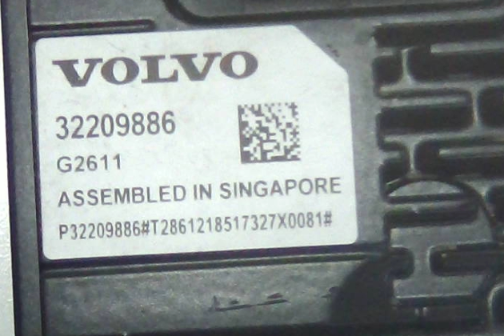 VOLVO
32209886
G2611
ASSEMBLED IN SINGAPORE
P32209886#T2861218517327X0081#